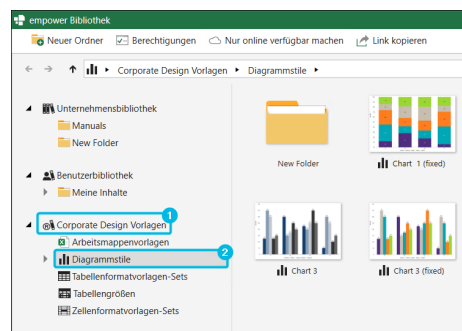 empower Bibliothek
Neuer Ordner Berechtigungen Nur online verfügbar machen Link kopieren
Corporate Design Vorlagen Diagrammstile
Unternehmensbibliothek
Manuals
New Folder
Benutzerbibliothek
Meine Inhalte
1
Corporate Design Vorlagen
Arbeitsmappenvorlagen
2
Diagrammstile
Tabellenformatvorlagen-Sets
Tabellengrößen
Zellenformatvorlagen-Sets
New Folder
Chart 1 (fixed)
Chart 3
Chart 3 (fixed)